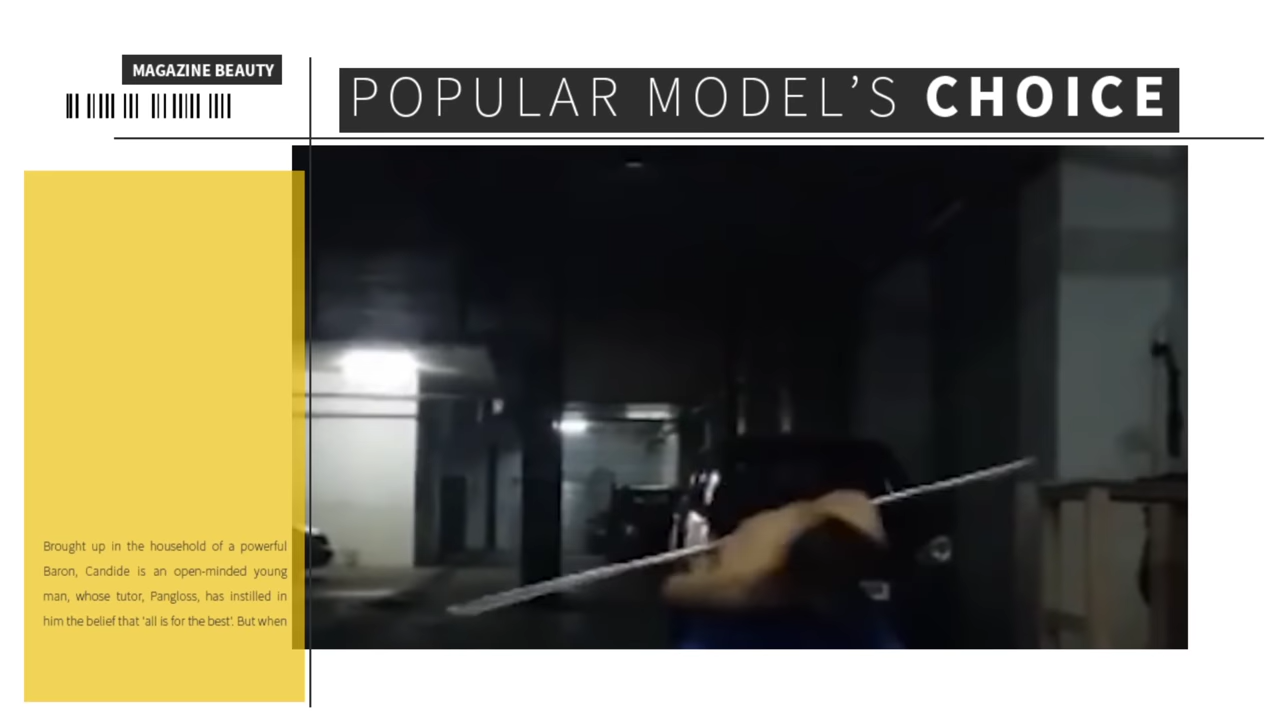 MAGAZINE BEAUTY
POPULAR MODEL’S CHOICE
Brought up in the household of a powerful
Baron, Candide is an open-minded young
man, whose tutor, Pangloss, has instilled in
him the belief that 'all is for the best'. But when